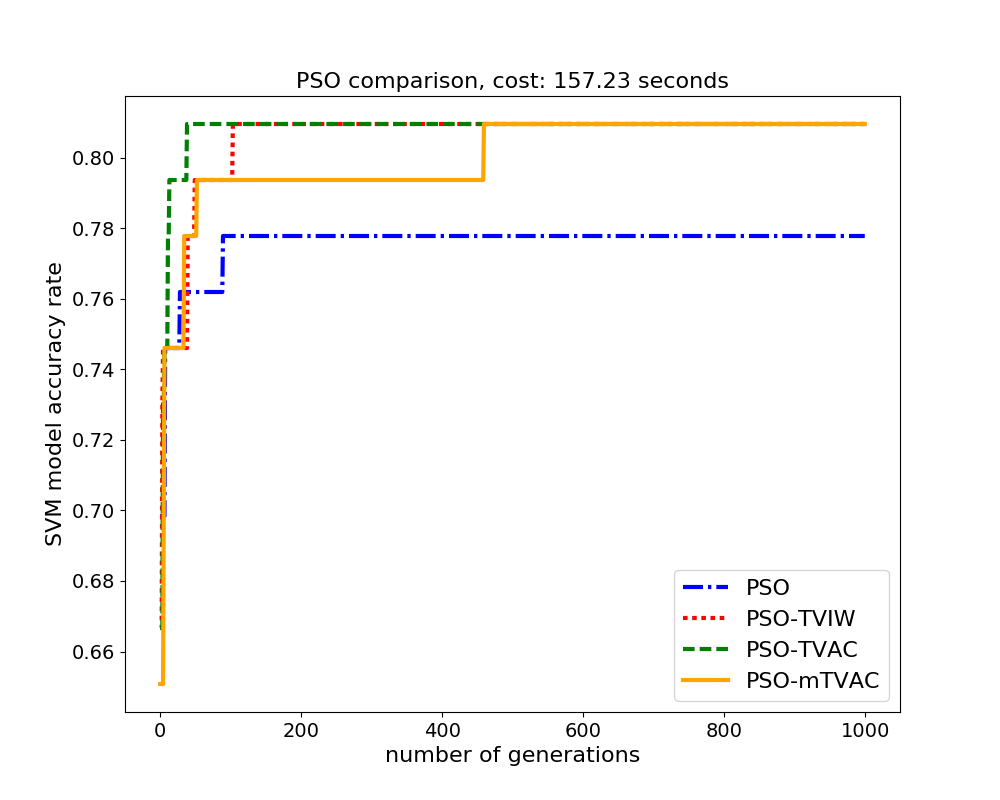 PSO comparison, cost: 157.23 seconds
SVM model accuracy rate
0.80
0.78
0.76
0.74
0.72
0.70
0.68
0.66
PSO
PSO-TVIW
PSO-TVAC
PSO-mTVAC
0 200 400 600 800 1000
number of generations